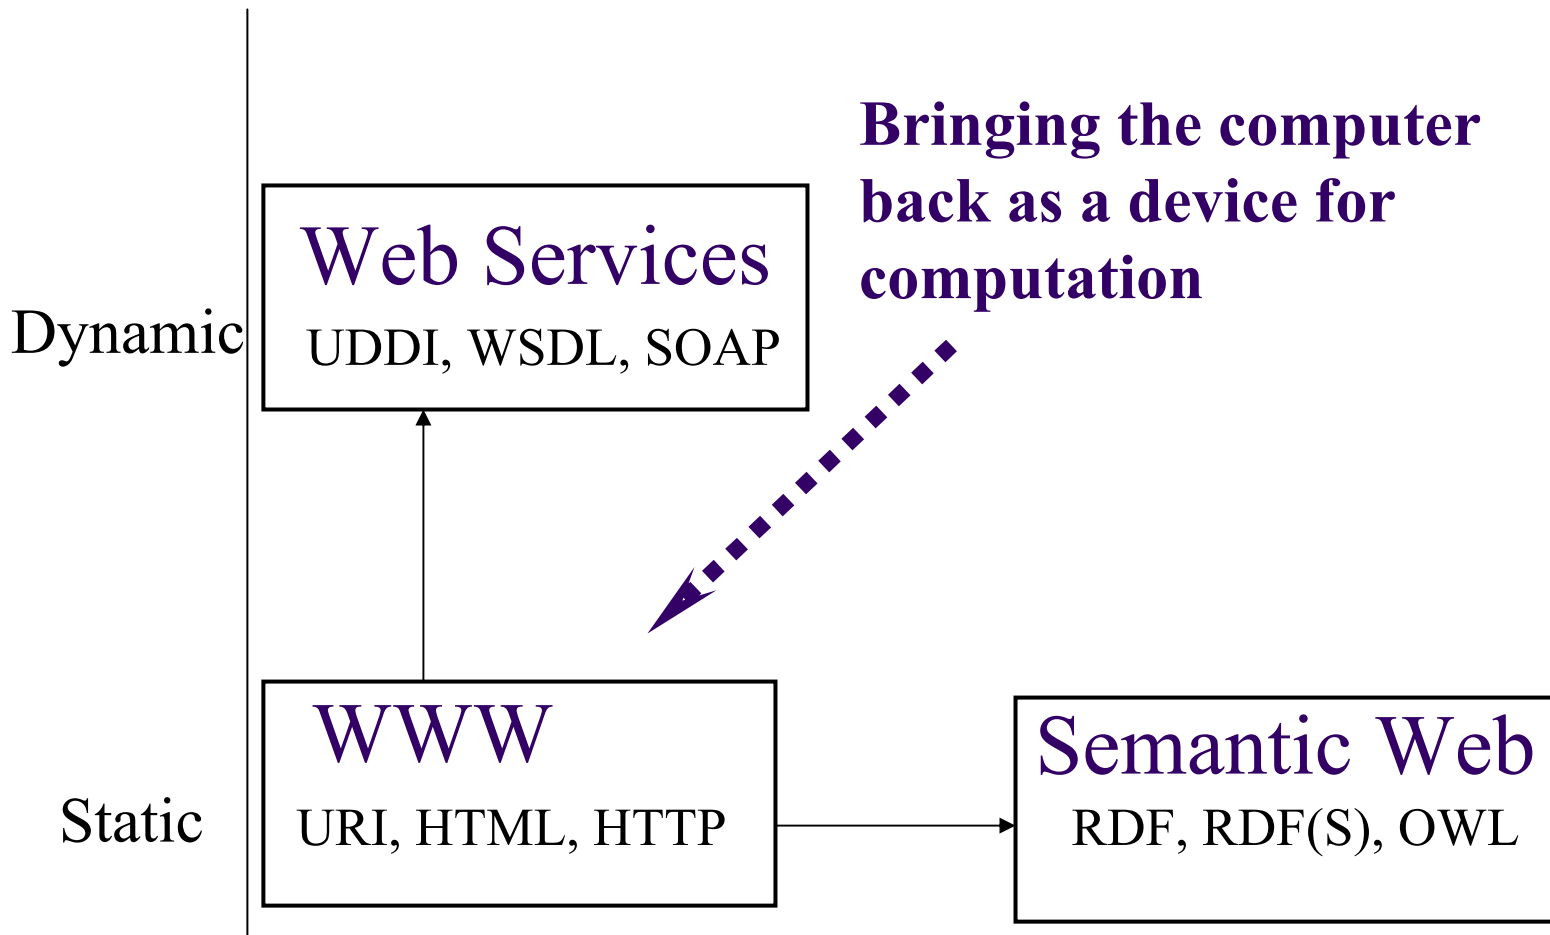 Bringing the computer
back as a device for
computation
Web Services
UDDI, WSDL, SOAP
Dynamic
WWW
URI, HTML, HTTP
Static
Semantic Web
RDF, RDF(S), OWL